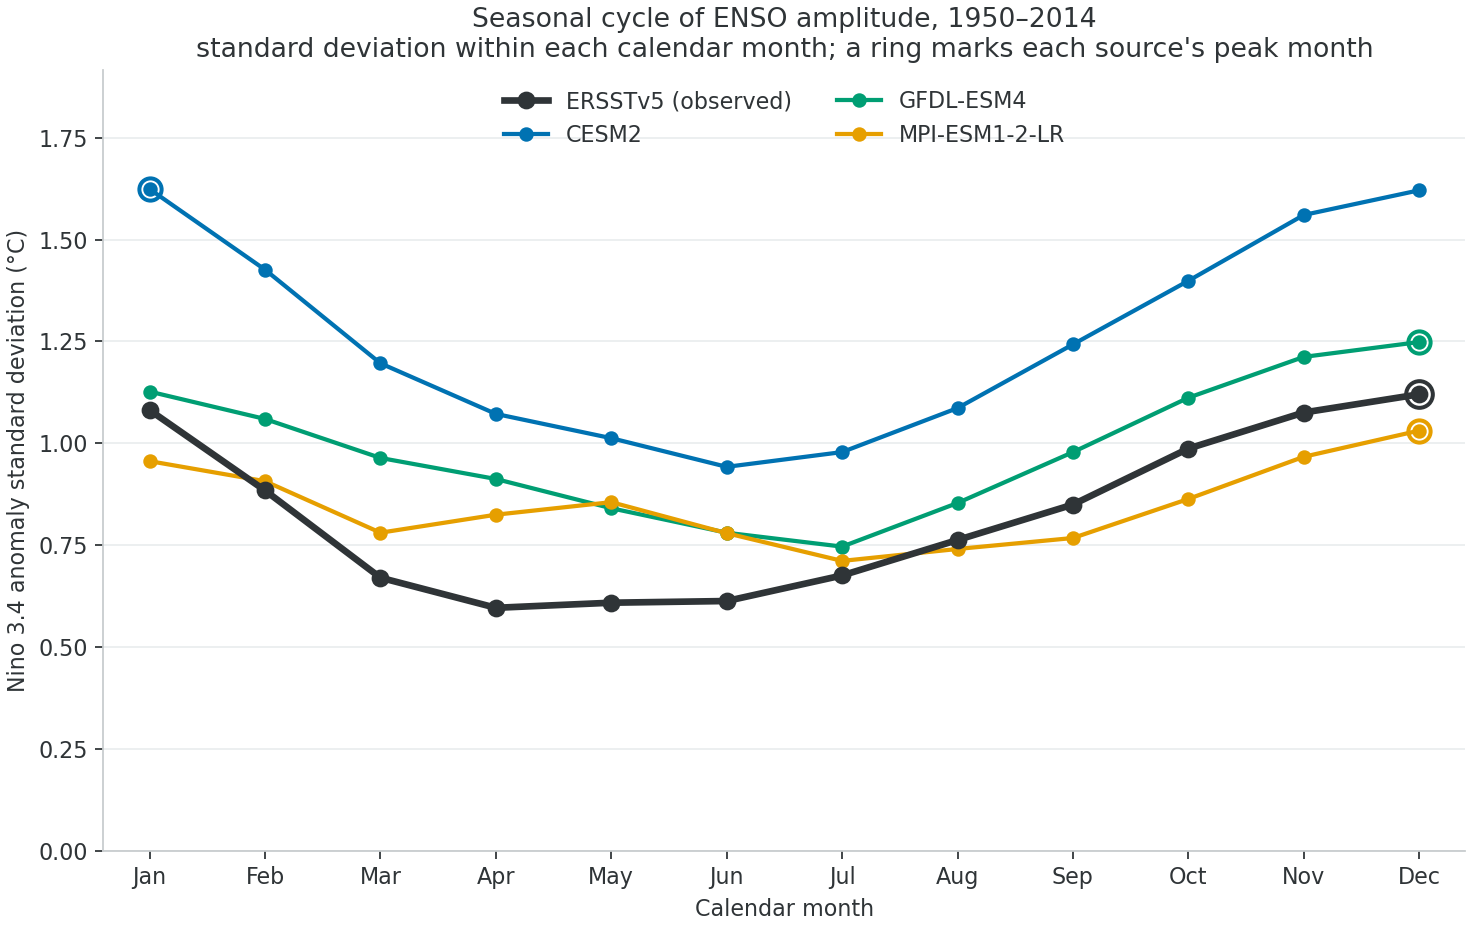 Seasonal cycle of ENSO amplitude, 1950–2014
standard deviation within each calendar month; a ring marks each source's peak month
ERSSTv5 (observed)
CESM2
GFDL-ESM4
MPI-ESM1-2-LR
Nino 3.4 anomaly standard deviation (°C)
1.75
1.50
1.25
1.00
0.75
0.50
0.25
0.00
Jan Feb Mar Apr May Jun Jul Aug Sep Oct Nov Dec
Calendar month